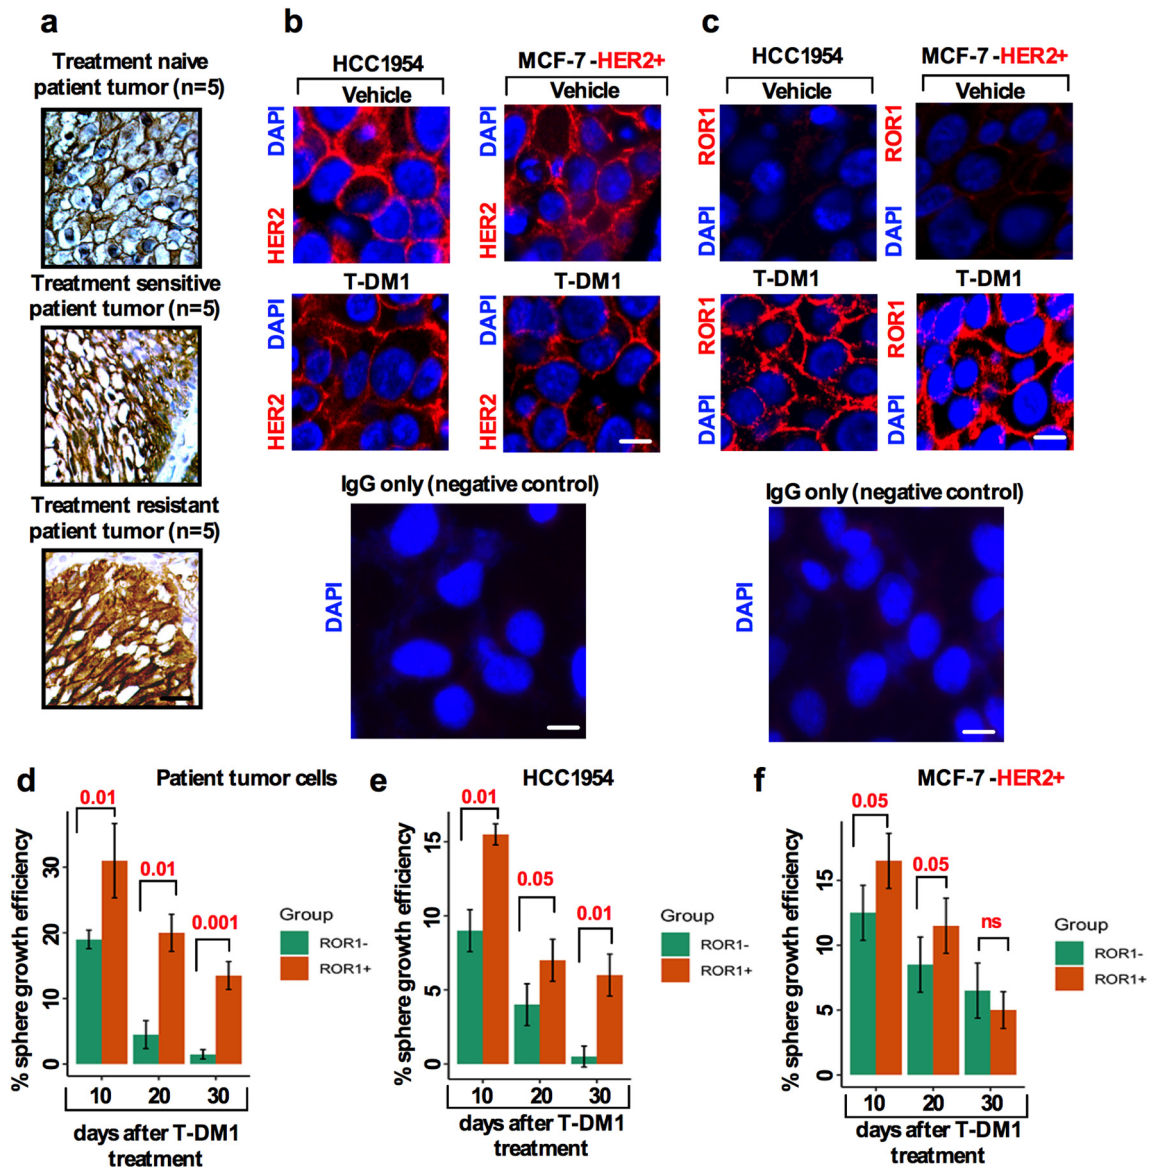 a
Treatment naive
patient tumor (n=5)
Treatment sensitive
patient tumor (n=5)
Treatment resistant
patient tumor (n=5)
b
HCC1954
MCF-7 -HER2+
Vehicle
Vehicle
HER2 DAPI
HER2 DAPI
T-DM1
T-DM1
HER2 DAPI
HER2 DAPI
IgG only (negative control)
DAPI
c
HCC1954
MCF-7 -HER2+
Vehicle
Vehicle
DAPI ROR1
DAPI ROR1
T-DM1
T-DM1
DAPI ROR1
DAPI ROR1
IgG only (negative control)
DAPI
d
Patient tumor cells
% sphere growth efficiency
30
20
10
0
0.01
0.01
0.001
Group
ROR1-
ROR1+
10 20 30
days after T-DM1
treatment
e
HCC1954
% sphere growth efficiency
15
10
5
0
0.01
0.05
0.01
Group
ROR1-
ROR1+
10 20 30
days after T-DM1
treatment
f
MCF-7 -HER2+
% sphere growth efficiency
15
10
5
0
0.05
0.05
ns
Group
ROR1-
ROR1+
10 20 30
days after T-DM1
treatment